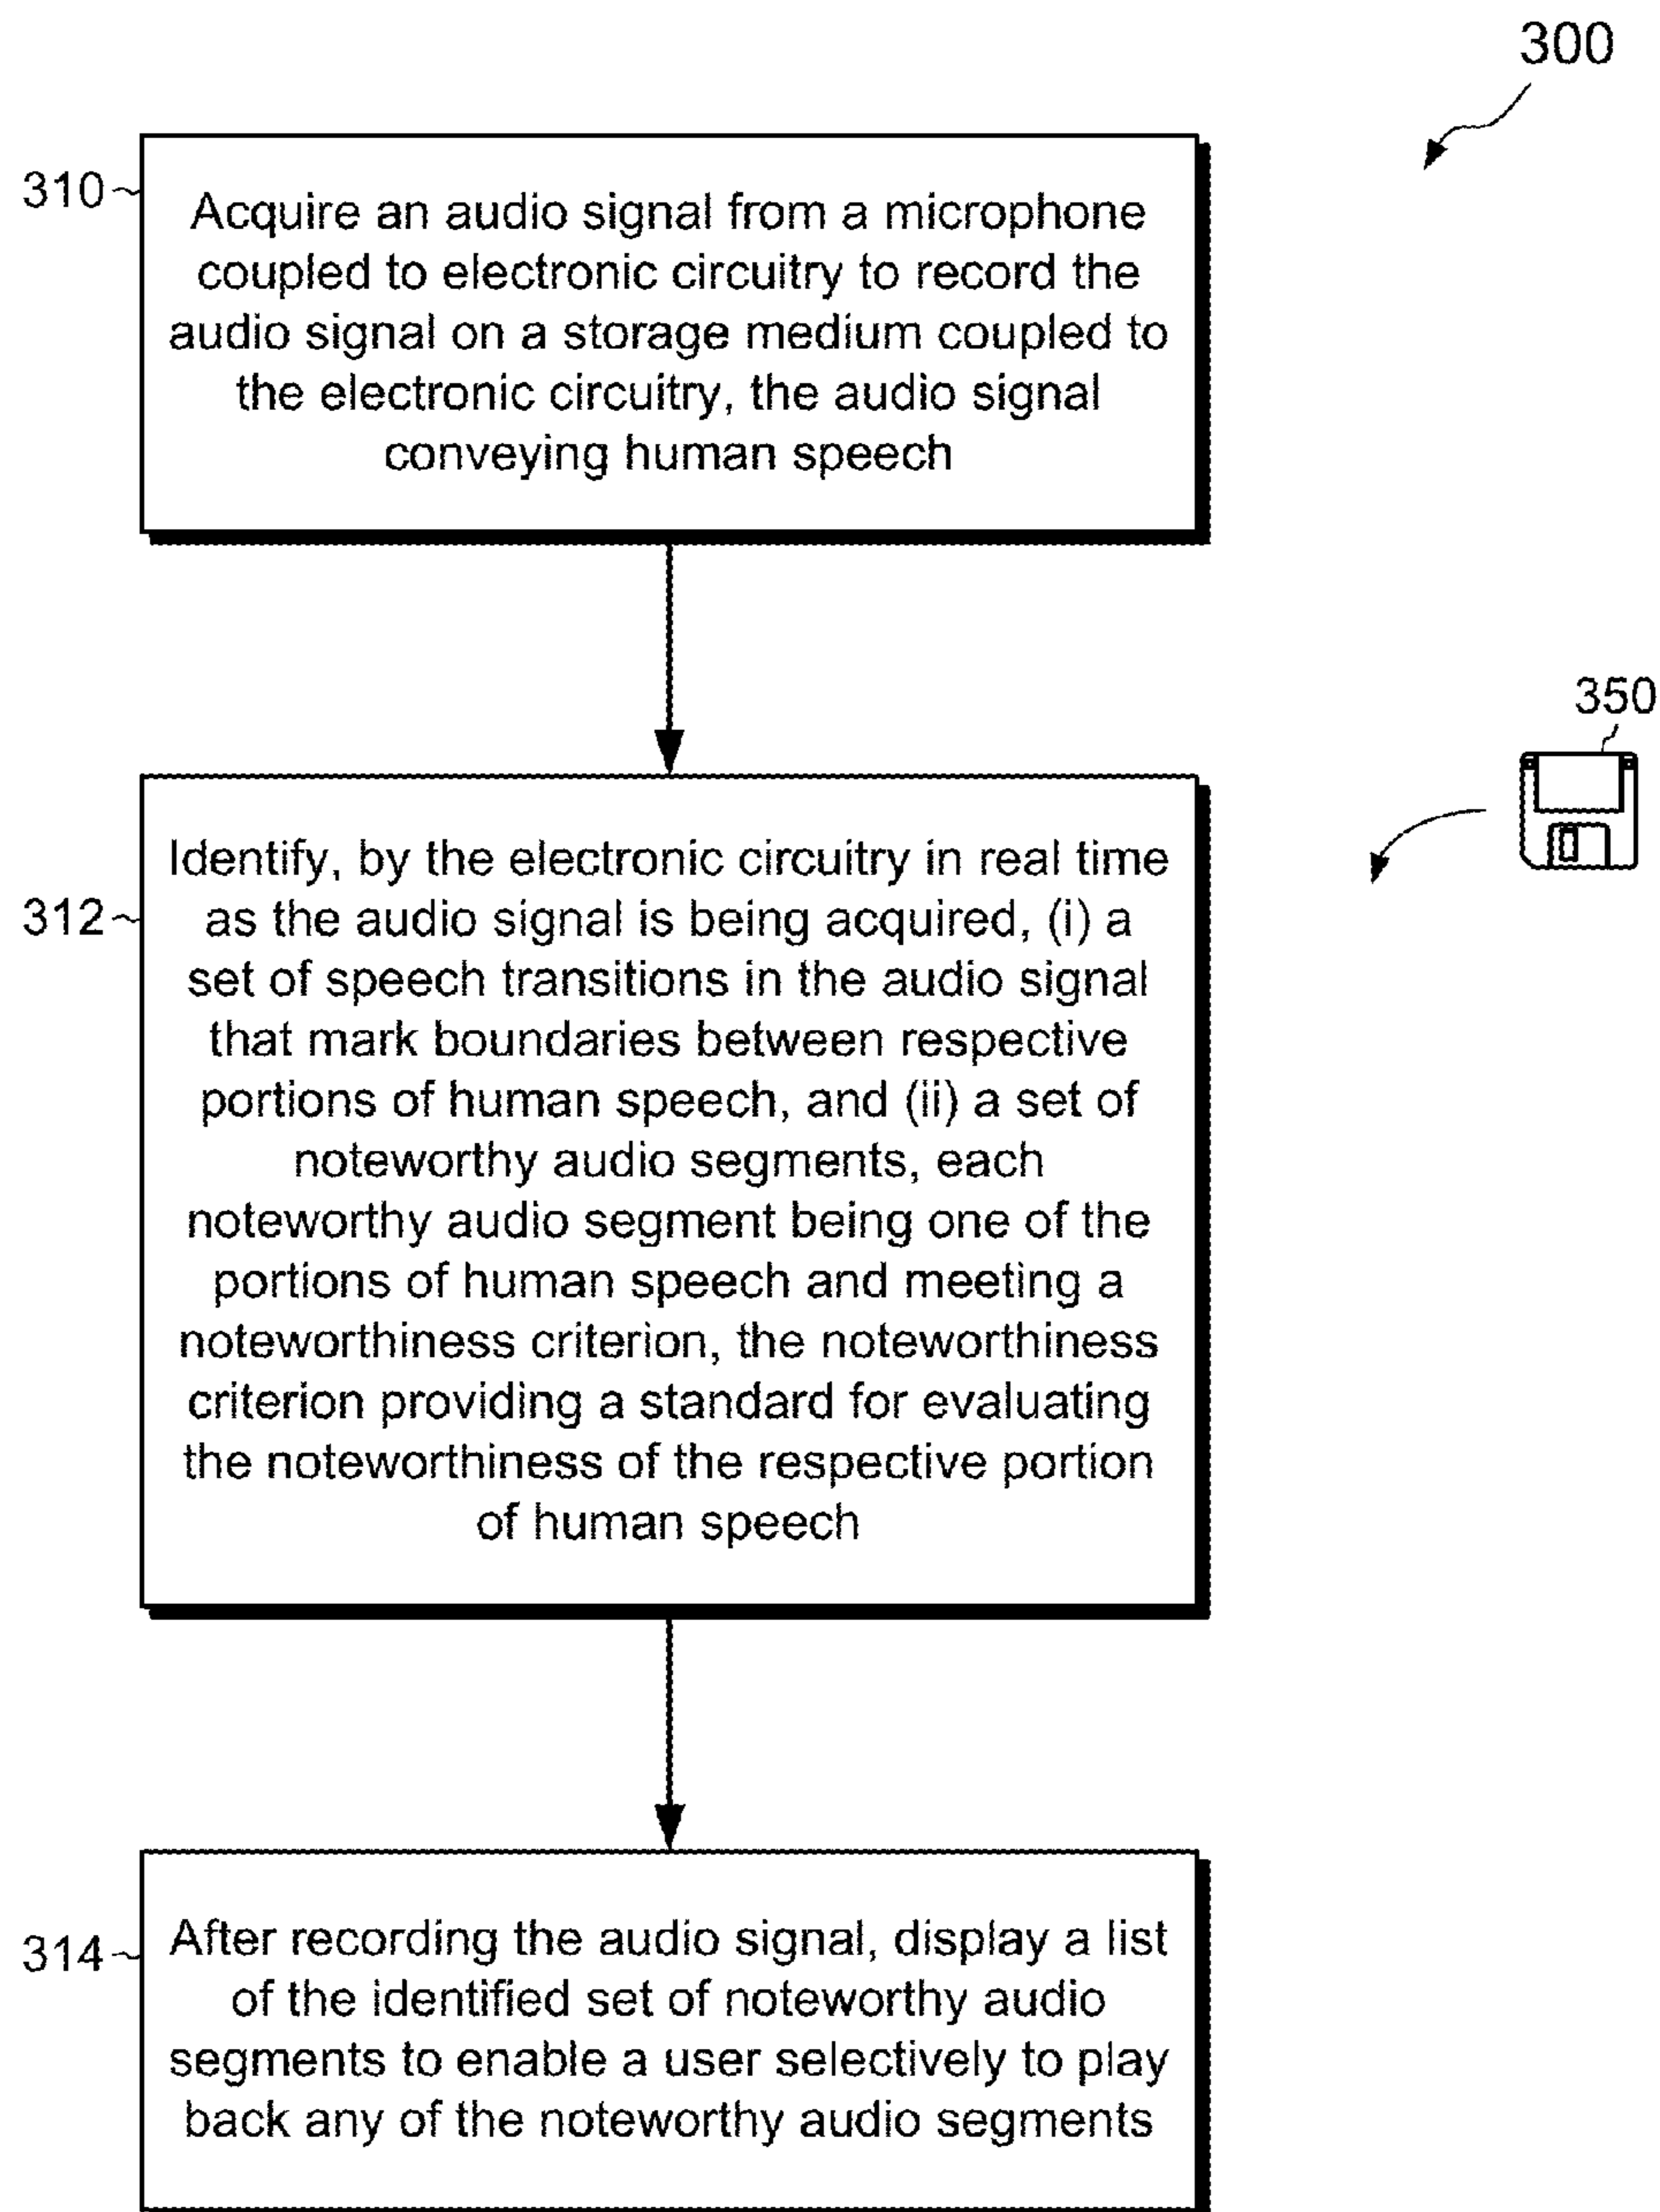 300
310
Acquire an audio signal from a microphone
coupled to electronic circuitry to record the
audio signal on a storage medium coupled to
the electronic circuitry, the audio signal
conveying human speech
350
312
Identify, by the electronic circuitry in real time
as the audio signal is being acquired, (i) a
set of speech transitions in the audio signal
that mark boundaries between respective
portions of human speech, and (ii) a set of
noteworthy audio segments, each
noteworthy audio segment being one of the
portions of human speech and meeting a
noteworthiness criterion, the noteworthiness
criterion providing a standard for evaluating
the noteworthiness of the respective portion
of human speech
314
After recording the audio signal, display a list
of the identified set of noteworthy audio
segments to enable a user selectively to play
back any of the noteworthy audio segments